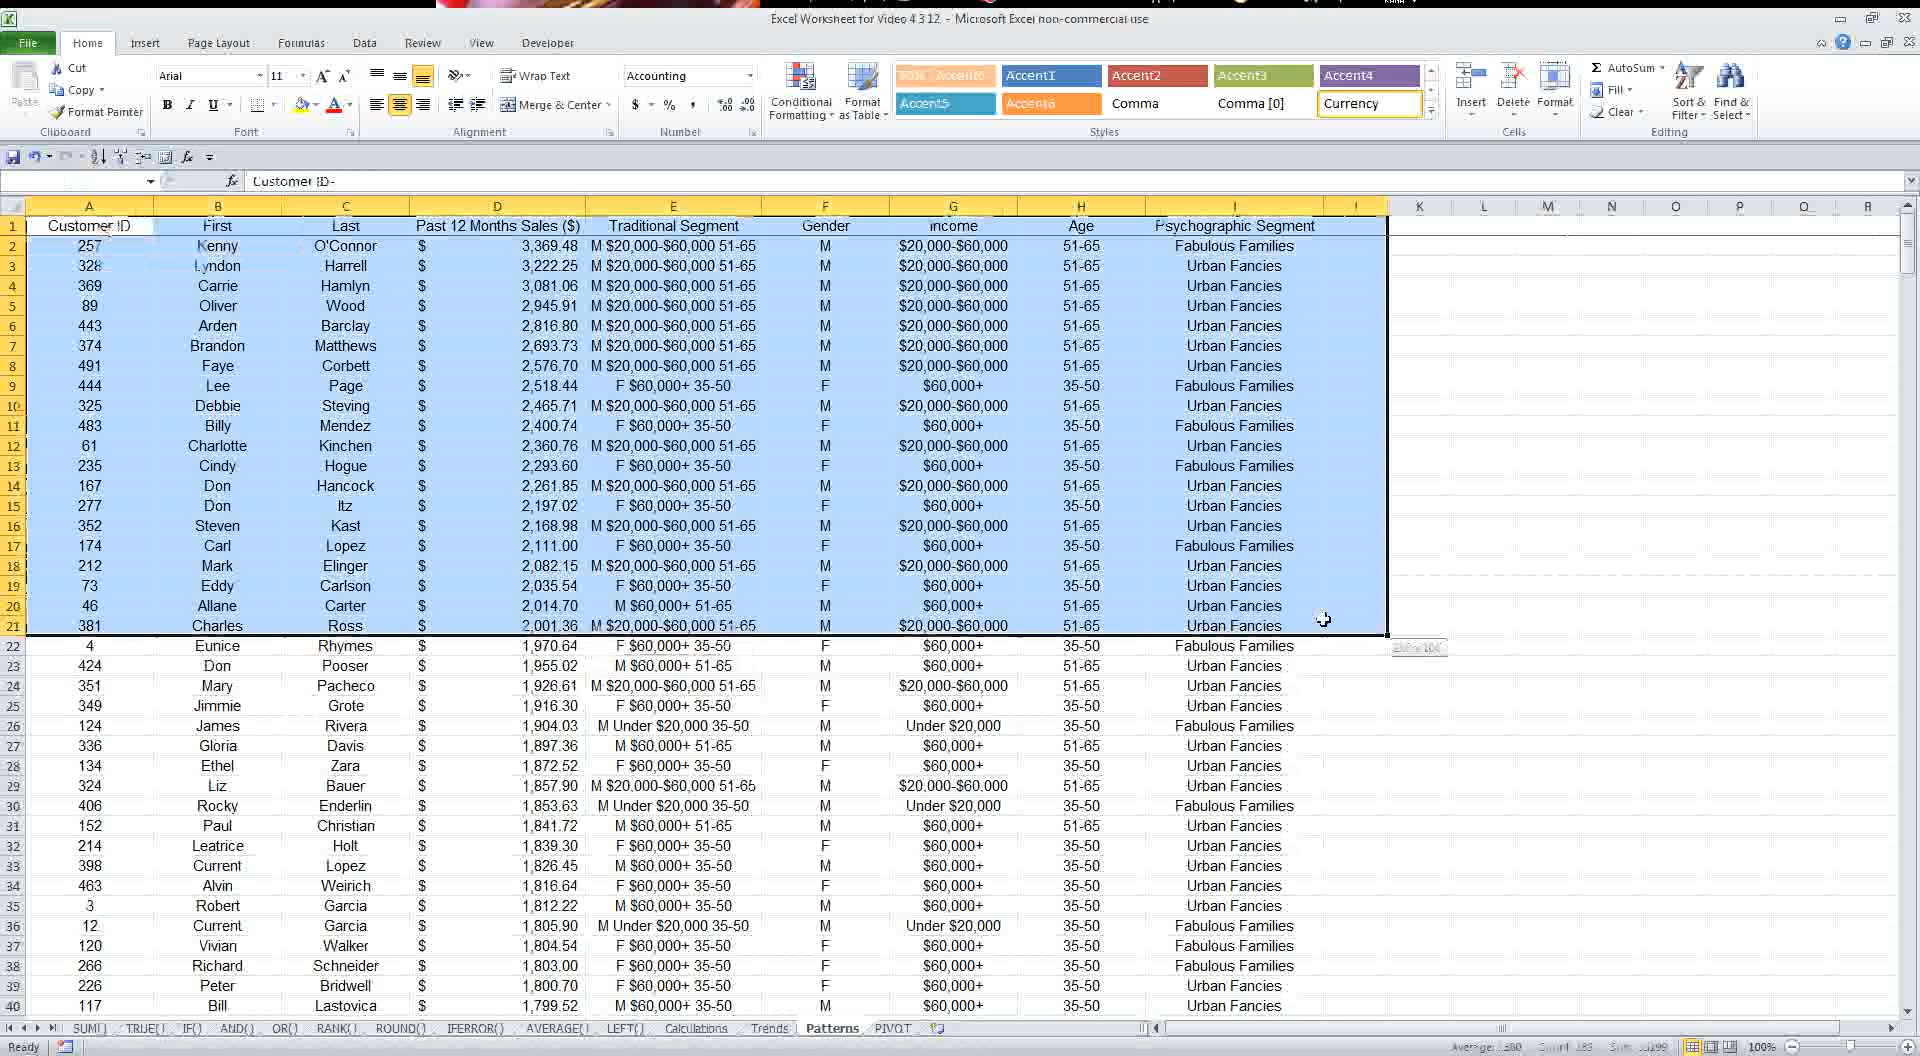 Excel Worksheet for Video 4.3.12 - Microsoft Excel non-commercial use
File Home Insert Page Layout Formulas Data Review View Developer
Cut
Copy
Paste
Format Painter
Clipboard
Arial 11
B I U
Font
Wrap Text
Merge & Center
Alignment
Accounting
$ % ,
Number
Conditional Formatting
Format as Table
Accent1 Accent2 Accent3 Accent4
Accent5 Accent6 Comma Comma [0] Currency
Styles
Insert Delete Format
Cells
Σ AutoSum
Fill
Clear
Sort & Filter
Find & Select
Editing
fx Customer ID
A B C D E F G H I K L M N O P Q R
1 Customer ID First Last Past 12 Months Sales ($) Traditional Segment Gender Income Age Psychographic Segment
2 257 Kenny O'Connor $ 3,369.48 M $20,000-$60,000 51-65 M $20,000-$60,000 51-65 Fabulous Families
3 328 Lyndon Harrell $ 3,222.25 M $20,000-$60,000 51-65 M $20,000-$60,000 51-65 Urban Fancies
4 369 Carrie Hamlyn $ 3,081.06 M $20,000-$60,000 51-65 M $20,000-$60,000 51-65 Urban Fancies
5 89 Oliver Wood $ 2,945.91 M $20,000-$60,000 51-65 M $20,000-$60,000 51-65 Urban Fancies
6 443 Arden Barclay $ 2,816.80 M $20,000-$60,000 51-65 M $20,000-$60,000 51-65 Urban Fancies
7 374 Brandon Matthews $ 2,693.73 M $20,000-$60,000 51-65 M $20,000-$60,000 51-65 Urban Fancies
8 491 Faye Corbett $ 2,576.70 M $20,000-$60,000 51-65 M $20,000-$60,000 51-65 Urban Fancies
9 444 Lee Page $ 2,518.44 F $60,000+ 35-50 F $60,000+ 35-50 Fabulous Families
10 325 Debbie Steving $ 2,465.71 M $20,000-$60,000 51-65 M $20,000-$60,000 51-65 Urban Fancies
11 483 Billy Mendez $ 2,400.74 F $60,000+ 35-50 F $60,000+ 35-50 Fabulous Families
12 61 Charlotte Kinchen $ 2,360.76 M $20,000-$60,000 51-65 M $20,000-$60,000 51-65 Urban Fancies
13 235 Cindy Hogue $ 2,293.60 F $60,000+ 35-50 F $60,000+ 35-50 Fabulous Families
14 167 Don Hancock $ 2,261.85 M $20,000-$60,000 51-65 M $20,000-$60,000 51-65 Urban Fancies
15 277 Don Itz $ 2,197.02 F $60,000+ 35-50 F $60,000+ 35-50 Urban Fancies
16 352 Steven Kast $ 2,168.98 M $20,000-$60,000 51-65 M $20,000-$60,000 51-65 Urban Fancies
17 174 Carl Lopez $ 2,111.00 F $60,000+ 35-50 F $60,000+ 35-50 Fabulous Families
18 212 Mark Elinger $ 2,082.15 M $20,000-$60,000 51-65 M $20,000-$60,000 51-65 Urban Fancies
19 73 Eddy Carlson $ 2,035.54 F $60,000+ 35-50 F $60,000+ 35-50 Urban Fancies
20 46 Allane Carter $ 2,014.70 M $60,000+ 51-65 M $60,000+ 51-65 Urban Fancies
21 381 Charles Ross $ 2,001.36 M $20,000-$60,000 51-65 M $20,000-$60,000 51-65 Urban Fancies
22 4 Eunice Rhymes $ 1,970.64 F $60,000+ 35-50 F $60,000+ 35-50 Fabulous Families
23 424 Don Pooser $ 1,955.02 M $60,000+ 51-65 M $60,000+ 51-65 Urban Fancies
24 351 Mary Pacheco $ 1,926.61 M $20,000-$60,000 51-65 M $20,000-$60,000 51-65 Urban Fancies
25 349 Jimmie Grote $ 1,916.30 F $60,000+ 35-50 F $60,000+ 35-50 Urban Fancies
26 124 James Rivera $ 1,904.03 M Under $20,000 35-50 M Under $20,000 35-50 Fabulous Families
27 336 Gloria Davis $ 1,897.36 M $60,000+ 51-65 M $60,000+ 51-65 Urban Fancies
28 134 Ethel Zara $ 1,872.52 F $60,000+ 35-50 F $60,000+ 35-50 Urban Fancies
29 324 Liz Bauer $ 1,857.90 M $20,000-$60,000 51-65 M $20,000-$60,000 51-65 Urban Fancies
30 406 Rocky Enderlin $ 1,853.63 M Under $20,000 35-50 M Under $20,000 35-50 Fabulous Families
31 152 Paul Christian $ 1,841.72 M $60,000+ 51-65 M $60,000+ 51-65 Urban Fancies
32 214 Leatrice Holt $ 1,839.30 F $60,000+ 35-50 F $60,000+ 35-50 Urban Fancies
33 398 Current Lopez $ 1,826.45 M $60,000+ 35-50 M $60,000+ 35-50 Urban Fancies
34 463 Alvin Weirich $ 1,816.64 F $60,000+ 35-50 F $60,000+ 35-50 Urban Fancies
35 3 Robert Garcia $ 1,812.22 M $60,000+ 35-50 M $60,000+ 35-50 Urban Fancies
36 12 Current Garcia $ 1,805.90 M Under $20,000 35-50 M Under $20,000 35-50 Fabulous Families
37 120 Vivian Walker $ 1,804.54 F $60,000+ 35-50 F $60,000+ 35-50 Fabulous Families
38 266 Richard Schneider $ 1,803.00 F $60,000+ 35-50 F $60,000+ 35-50 Fabulous Families
39 226 Peter Bridwell $ 1,800.70 F $60,000+ 35-50 F $60,000+ 35-50 Urban Fancies
40 117 Bill Lastovica $ 1,799.52 M $60,000+ 35-50 M $60,000+ 35-50 Urban Fancies
SUM() TRUE() IF() AND() OR() RANK() ROUND() IFERROR() AVERAGE() LEFT() Calculations Trends Patterns PIVOT
Ready 100%